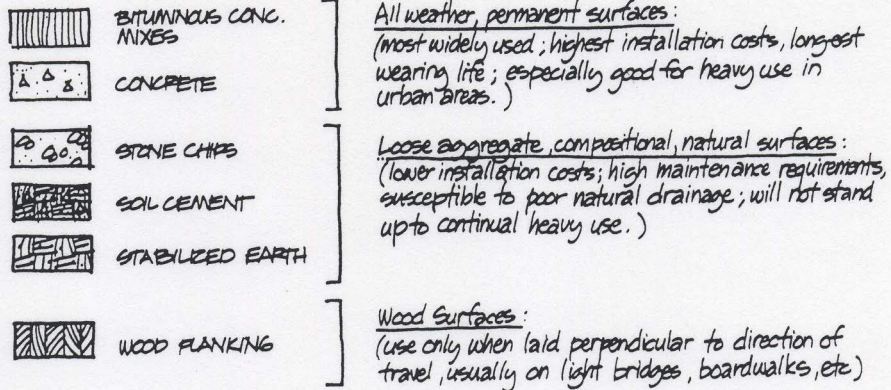 BITUMINOUS CONC.
MIXES
CONCRETE
All weather, permanent surfaces:
(most widely used; highest installation costs, longest
wearing life; especially good for heavy use in
urban areas.)
STONE CHIPS
SOIL CEMENT
STABILIZED EARTH
Loose aggregate, compositional, natural surfaces:
(lower installation costs; high maintenance requirements,
susceptible to poor natural drainage; will not stand
up to continual heavy use.)
WOOD PLANKING
Wood Surfaces:
(use only when laid perpendicular to direction of
travel, usually on light bridges, boardwalks, etc)